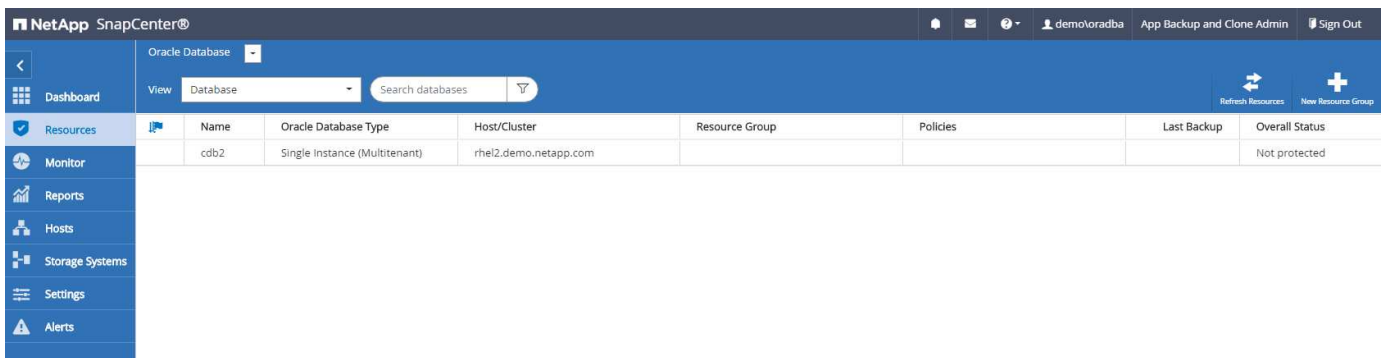 NetApp SnapCenter®
demo\oradba App Backup and Clone Admin Sign Out
Oracle Database
View Database Search databases
Refresh Resources New Resource Group
Dashboard
Resources
Monitor
Reports
Hosts
Storage Systems
Settings
Alerts
Name Oracle Database Type Host/Cluster Resource Group Policies Last Backup Overall Status
cdb2 Single Instance (Multitenant) rhel2.demo.netapp.com Not protected